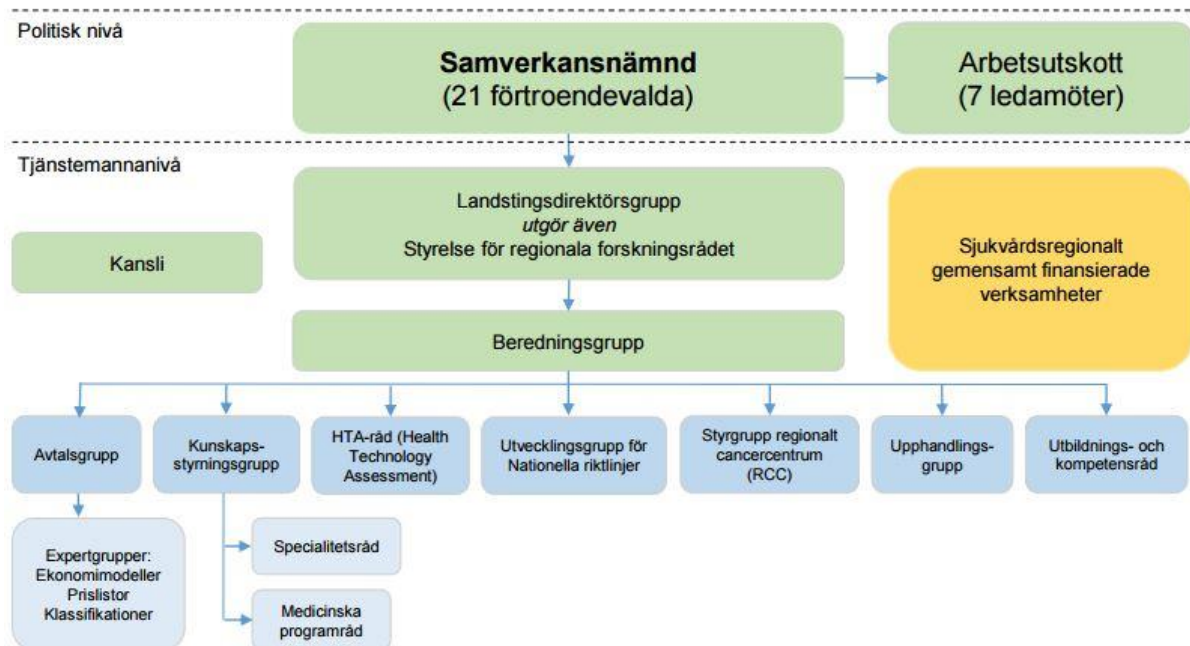 Politisk nivå
Samverkansnämnd
(21 förtroendevalda)
Arbetsutskott
(7 ledamöter)
Tjänstemannanivå
Landstingsdirektörsgrupp
utgör även
Styrelse för regionala forskningsrådet
Kansli
Sjukvårdsregionalt
gemensamt finansierade
verksamheter
Beredningsgrupp
Avtalsgrupp
Kunskaps-
styrningsgrupp
HTA-råd (Health
Technology
Assessment)
Utvecklingsgrupp för
Nationella riktlinjer
Styrgrupp regionalt
cancercentrum
(RCC)
Upphandlings-
grupp
Utbildnings- och
kompetensråd
Expertgrupper:
Ekonomimodeller
Prislistor
Klassifikationer
Specialitetsråd
Medicinska
programråd